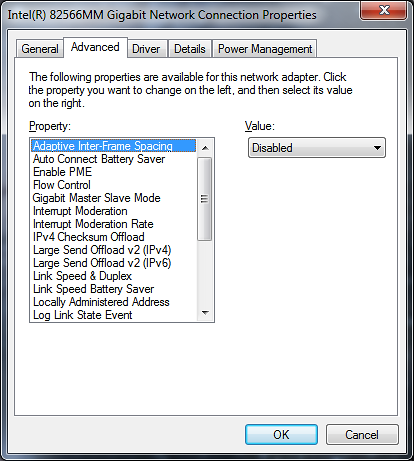 Intel(R) 82566MM Gigabit Network Connection Properties
General Advanced Driver Details Power Management
The following properties are available for this network adapter. Click
the property you want to change on the left, and then select its value
on the right.
Property: Value:
Adaptive Inter-Frame Spacing Disabled
Auto Connect Battery Saver
Enable PME
Flow Control
Gigabit Master Slave Mode
Interrupt Moderation
Interrupt Moderation Rate
IPv4 Checksum Offload
Large Send Offload v2 (IPv4)
Large Send Offload v2 (IPv6)
Link Speed & Duplex
Link Speed Battery Saver
Locally Administered Address
Log Link State Event
OK Cancel